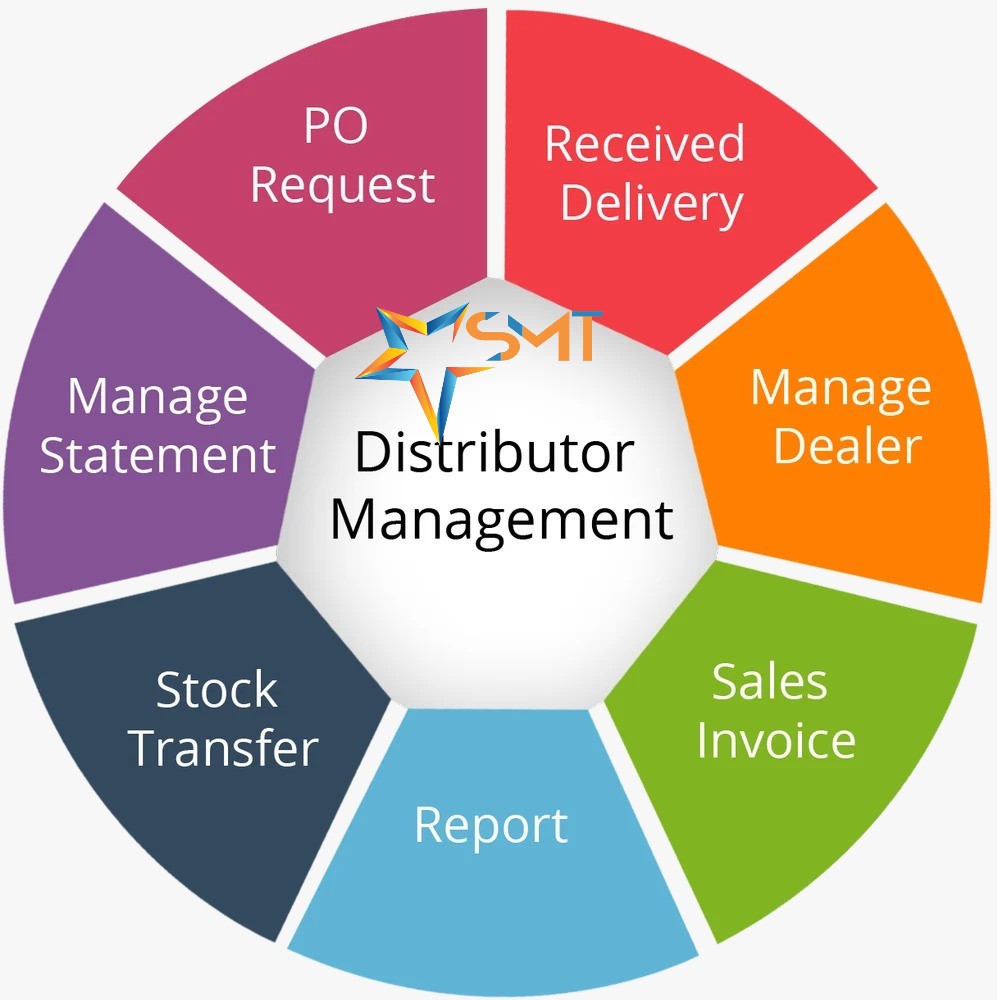 PO
Request
Received
Delivery
Manage
Dealer
Sales
Invoice
Report
Stock
Transfer
Manage
Statement
SMT
Distributor
Management